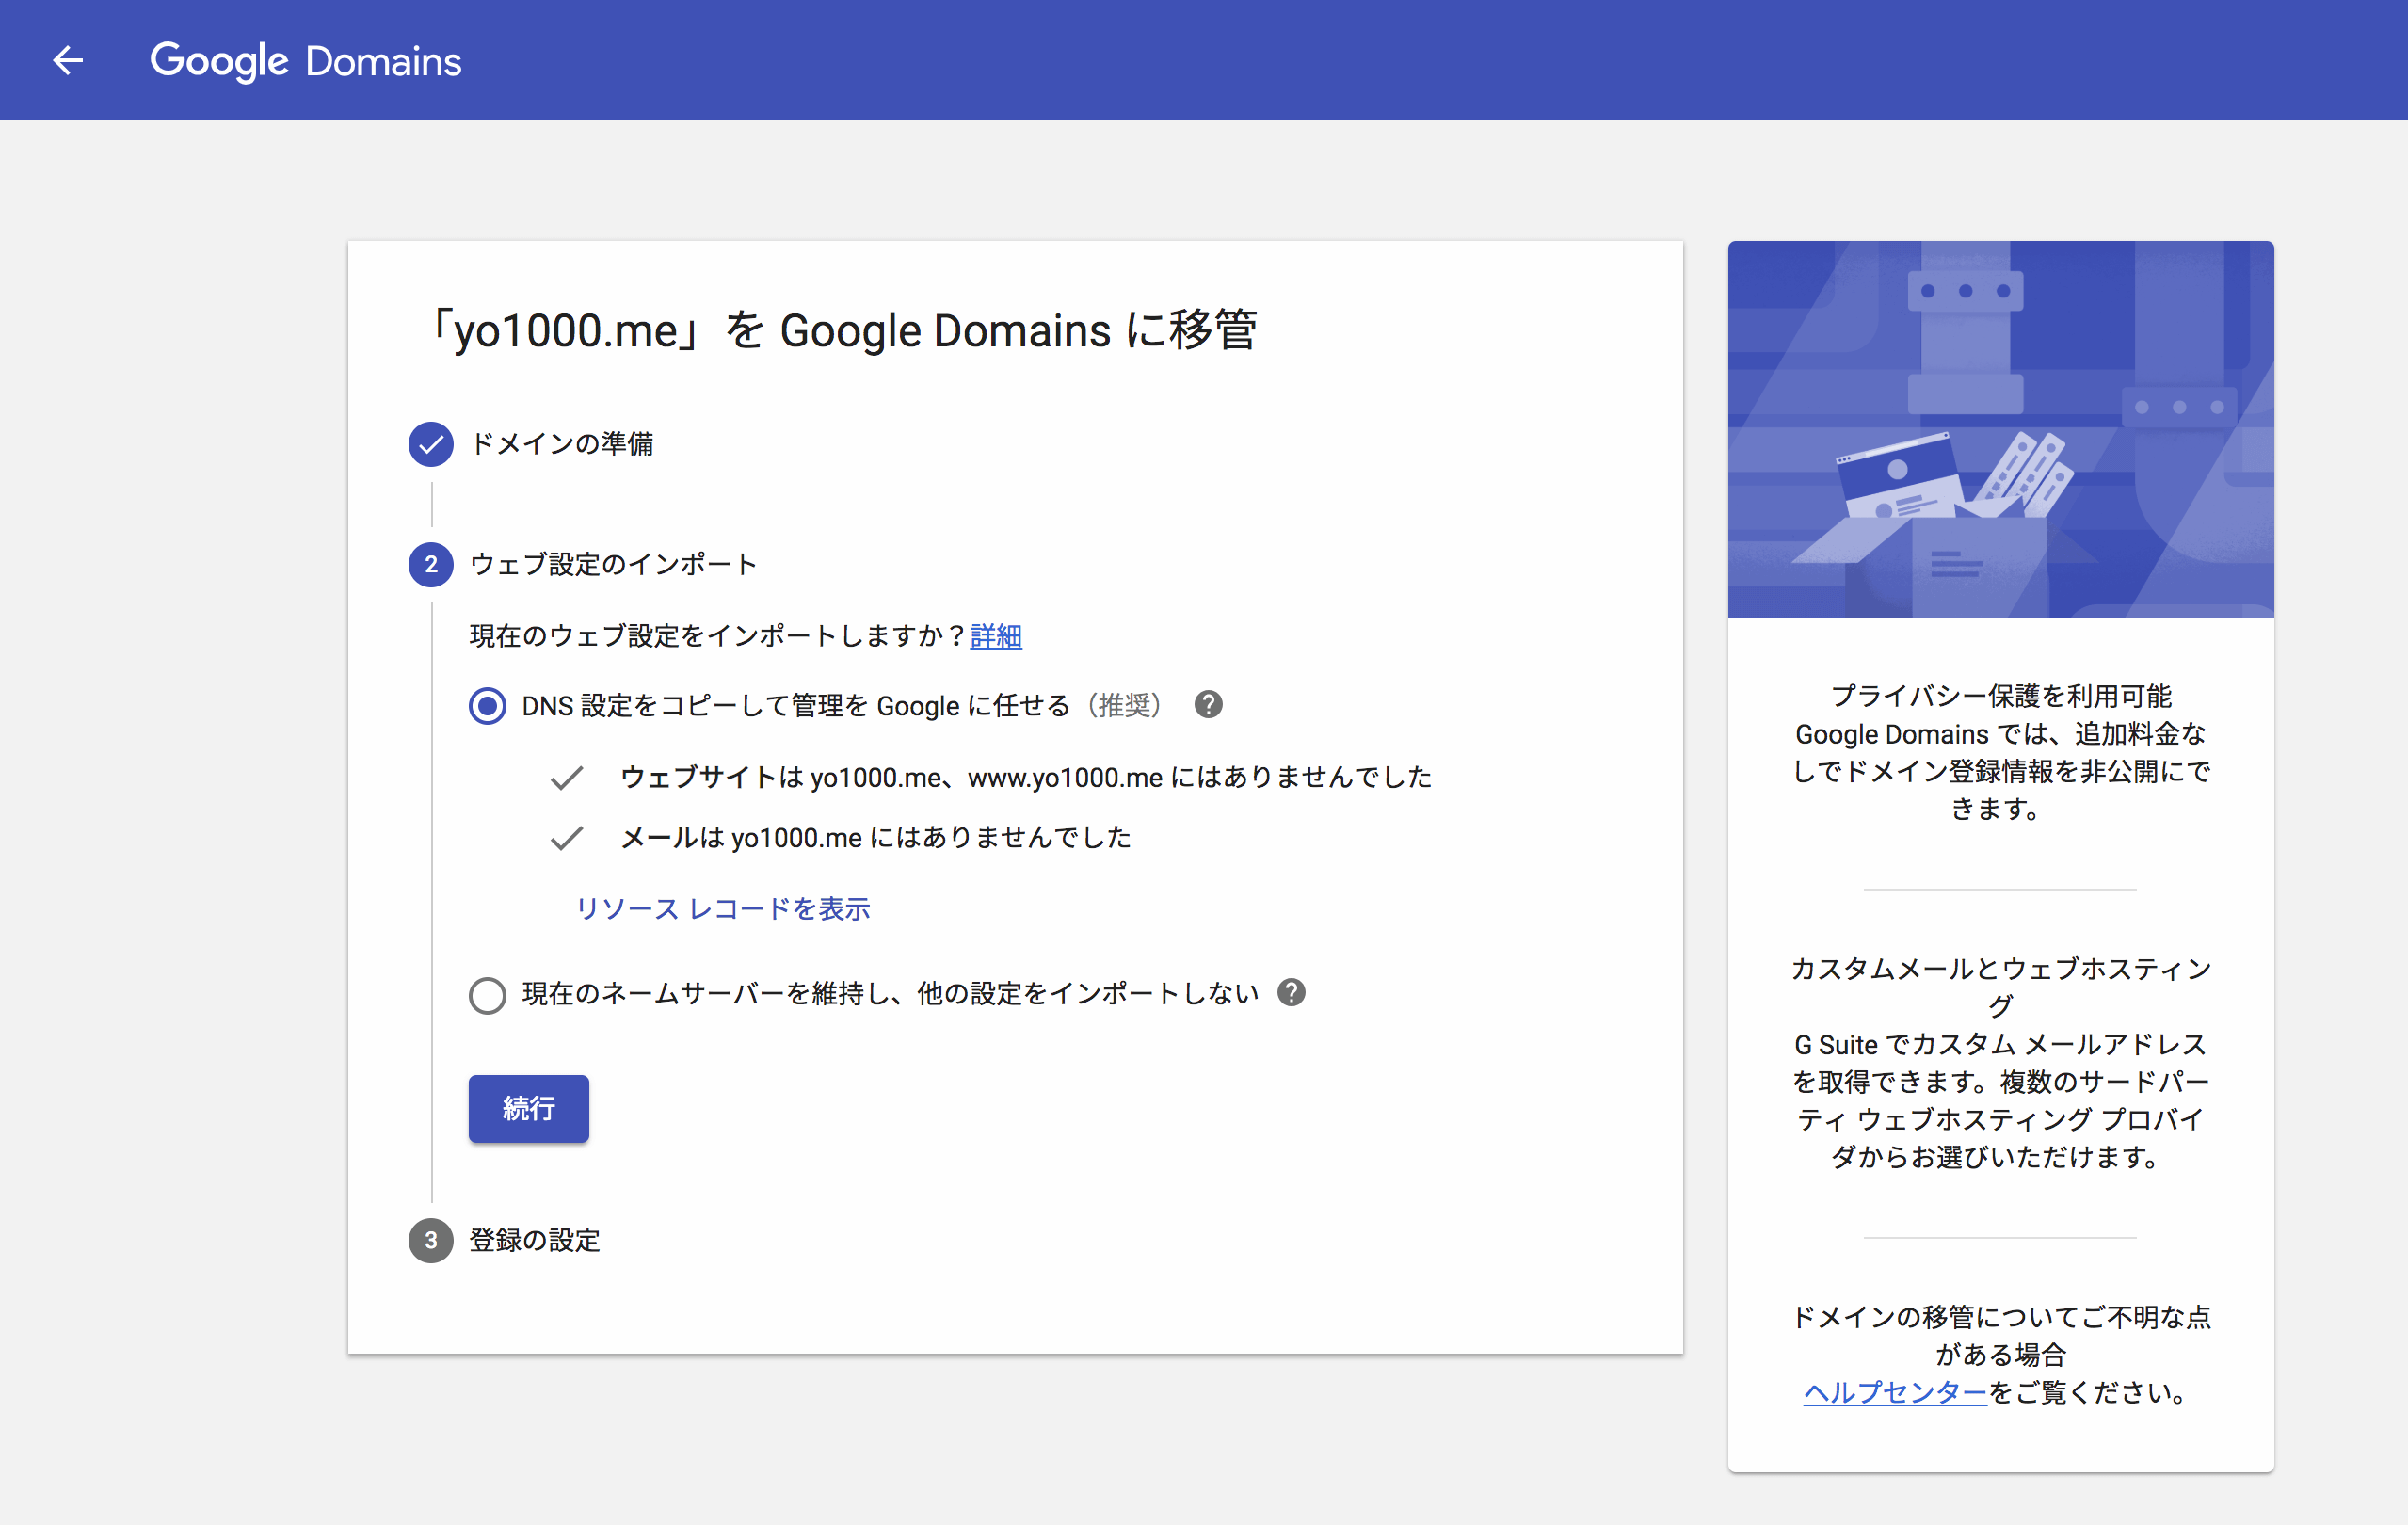 Google Domains
「yo1000.me」を Google Domains に移管
ドメインの準備
2 ウェブ設定のインポート
現在のウェブ設定をインポートしますか？詳細
DNS 設定をコピーして管理を Google に任せる（推奨） ?
ウェブサイトは yo1000.me、www.yo1000.me にはありませんでした
メールは yo1000.me にはありませんでした
リソース レコードを表示
現在のネームサーバーを維持し、他の設定をインポートしない ?
続行
3 登録の設定
プライバシー保護を利用可能
Google Domains では、追加料金な
しでドメイン登録情報を非公開にで
きます。
カスタムメールとウェブホスティン
グ
G Suite でカスタム メールアドレス
を取得できます。複数のサードパー
ティ ウェブホスティング プロバイ
ダからお選びいただけます。
ドメインの移管についてご不明な点
がある場合
ヘルプセンターをご覧ください。